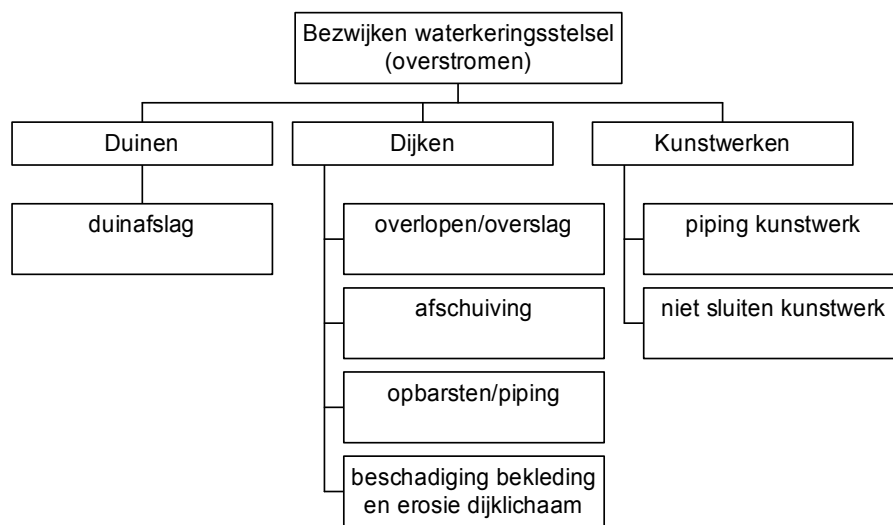 Bezwijken waterkeringsstelsel
(overstromen)
Duinen
Dijken
Kunstwerken
duinafslag
overlopen/overslag
piping kunstwerk
afschuiving
niet sluiten kunstwerk
opbarsten/piping
beschadiging bekleding
en erosie dijklichaam